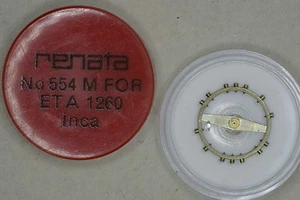 renata
No 554 M FOR
ETA 1260
Inca